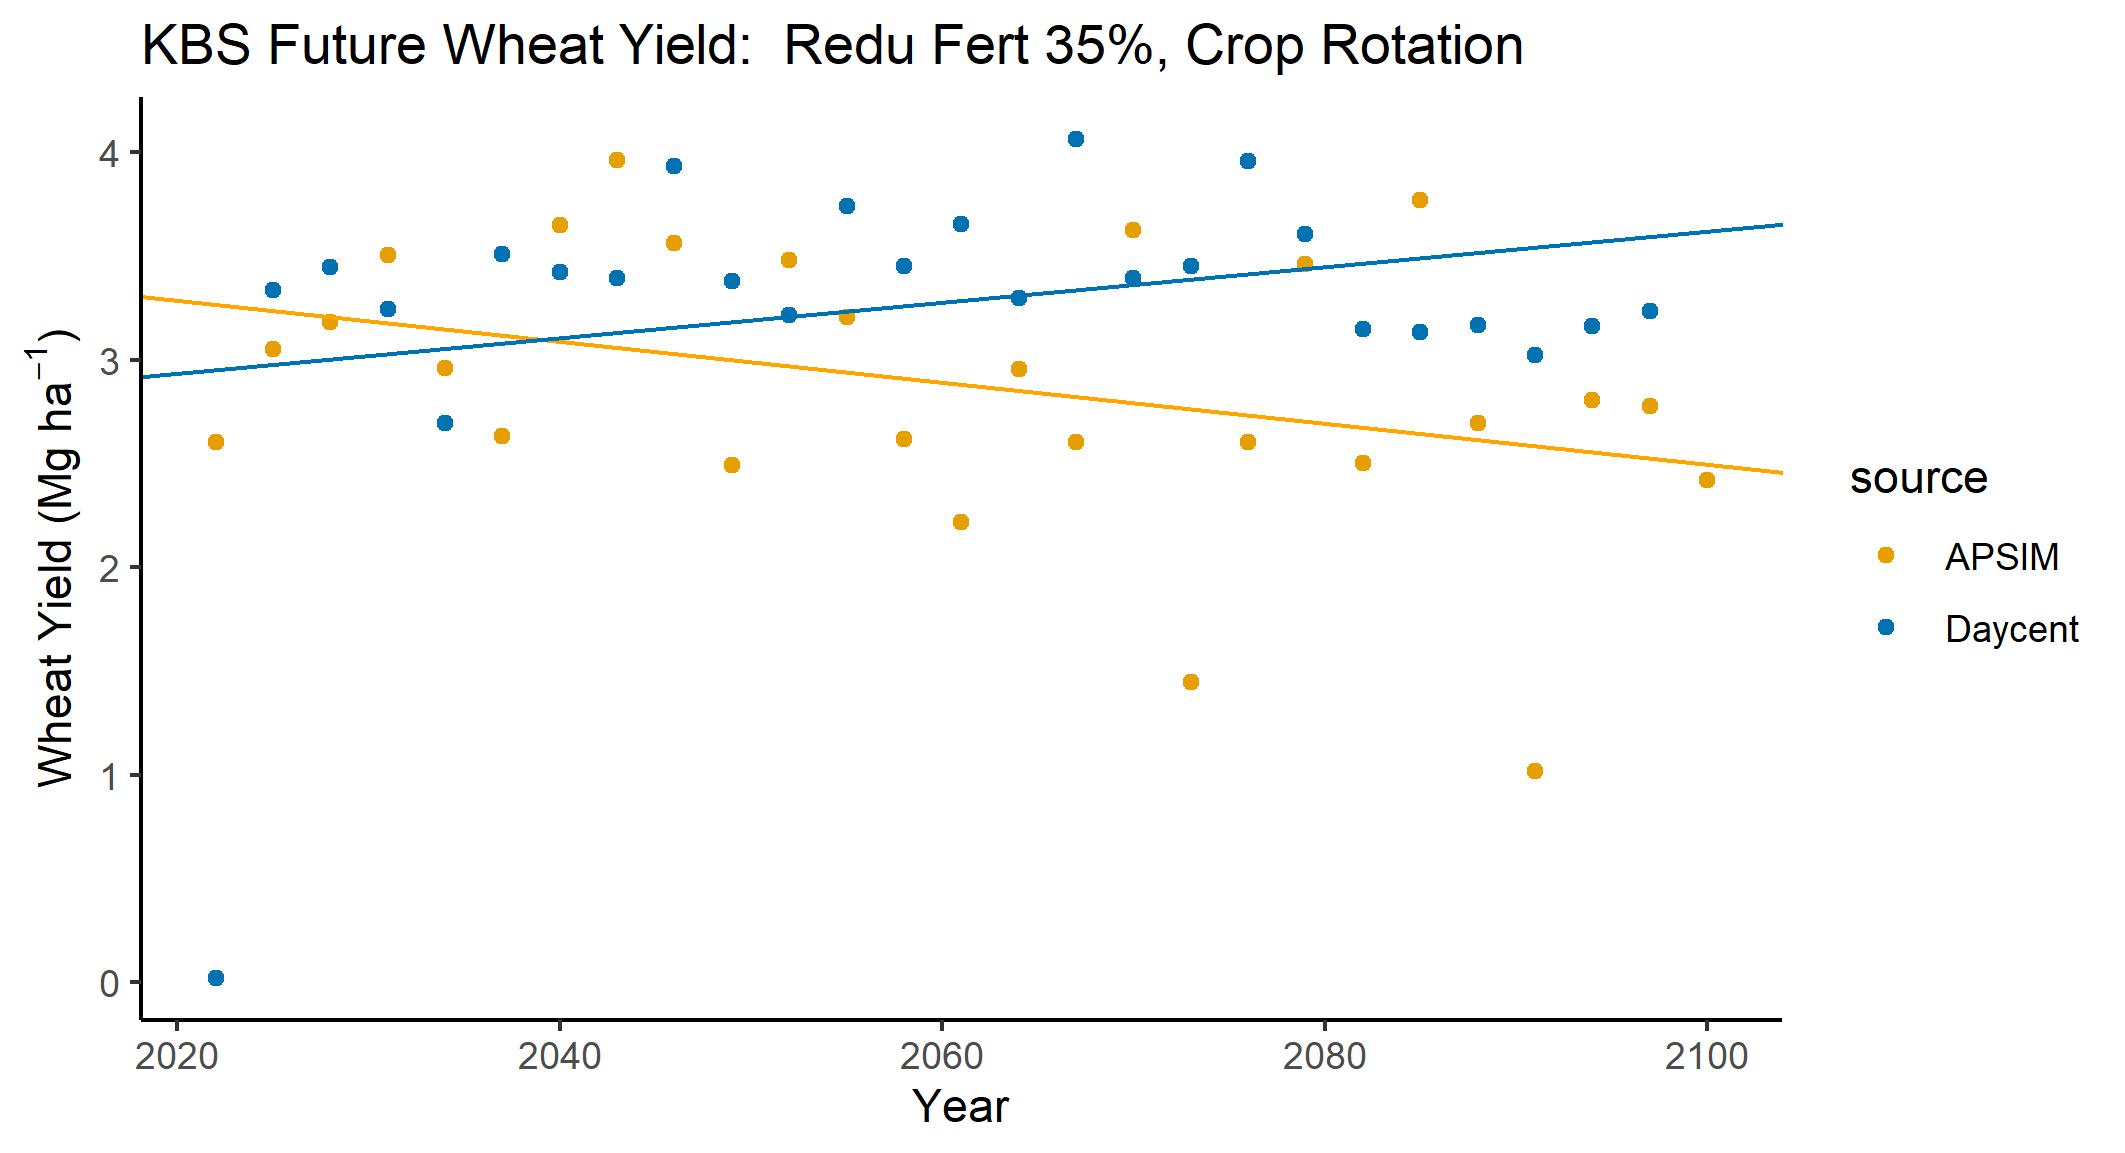 KBS Future Wheat Yield:  Redu Fert 35%, Crop Rotation
Wheat Yield (Mg ha⁻¹)
4
3
2
1
0
2020 2040 2060 2080 2100
Year
source
APSIM
Daycent